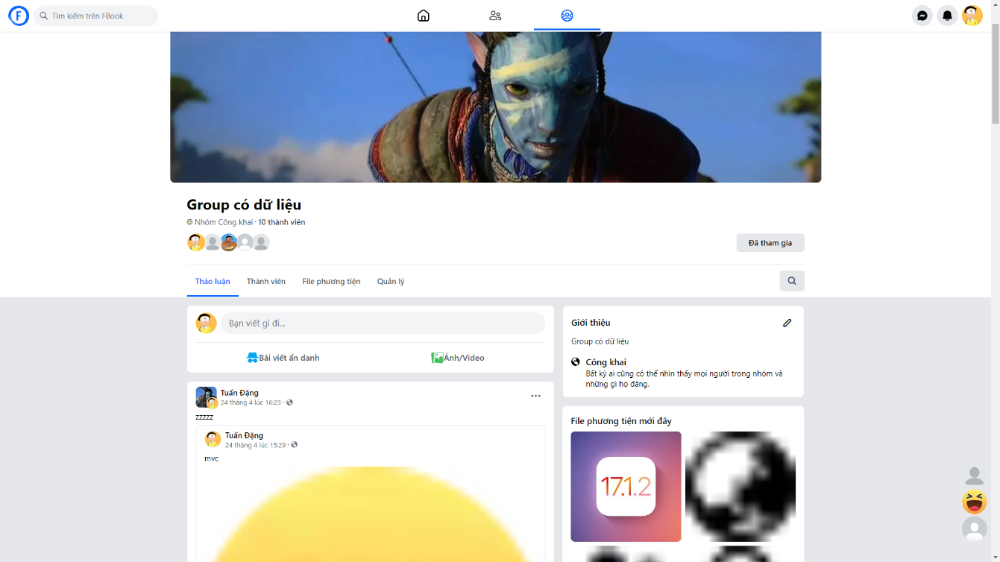 F
Tìm kiếm trên FBook
Group có dữ liệu
Nhóm Công khai · 10 thành viên
Đã tham gia
Thảo luận
Thành viên
File phương tiện
Quản lý
Bạn viết gì đi...
Bài viết ẩn danh
Ảnh/Video
Tuấn Đặng
24 tháng 4 lúc 16:23 ·
zzzzz
Tuấn Đặng
24 tháng 4 lúc 15:29 ·
mvc
Giới thiệu
Group có dữ liệu
Công khai
Bất kỳ ai cũng có thể nhìn thấy mọi người trong nhóm và
những gì họ đăng.
File phương tiện mới đây
17.1.2